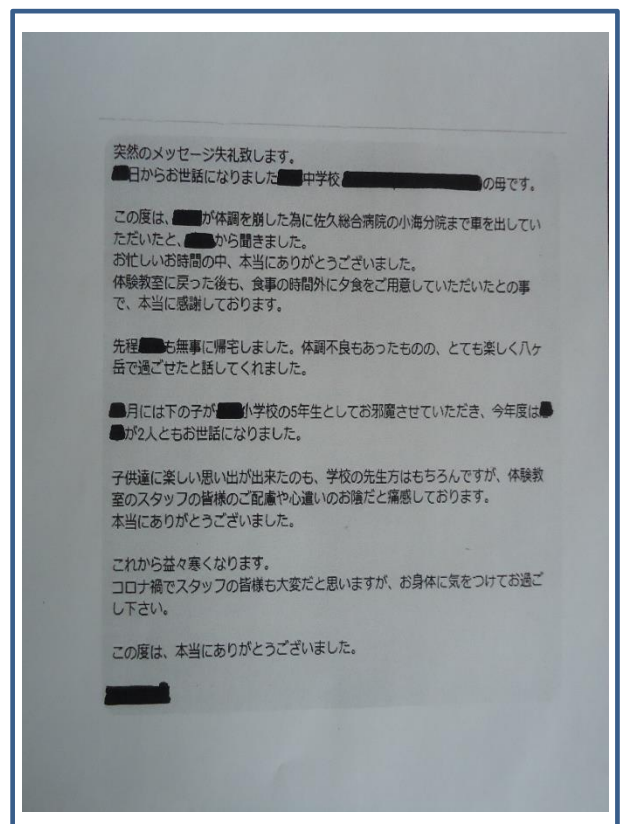 突然のメッセージ失礼致します。
日からお世話になりました中学校の母です。
この度は、が体調を崩した為に佐久総合病院の小海分院まで車を出してい
ただいたと、から聞きました。
お忙しいお時間の中、本当にありがとうございました。
体験教室に戻った後も、食事の時間外に夕食をご用意していただいたとの事
で、本当に感謝しております。
先程も無事に帰宅しました。体調不良もあったものの、とても楽しく八ヶ
岳で過ごせたと話してくれました。
月には下の子が小学校の5年生としてお邪魔させていただき、今年度は
が2人ともお世話になりました。
子供達に楽しい思い出が出来たのも、学校の先生方はもちろんですが、体験教
室のスタッフの皆様のご配慮や心遣いのお陰だと痛感しております。
本当にありがとうございました。
これから益々寒くなります。
コロナ禍でスタッフの皆様も大変だと思いますが、お身体に気をつけてお過ご
し下さい。
この度は、本当にありがとうございました。